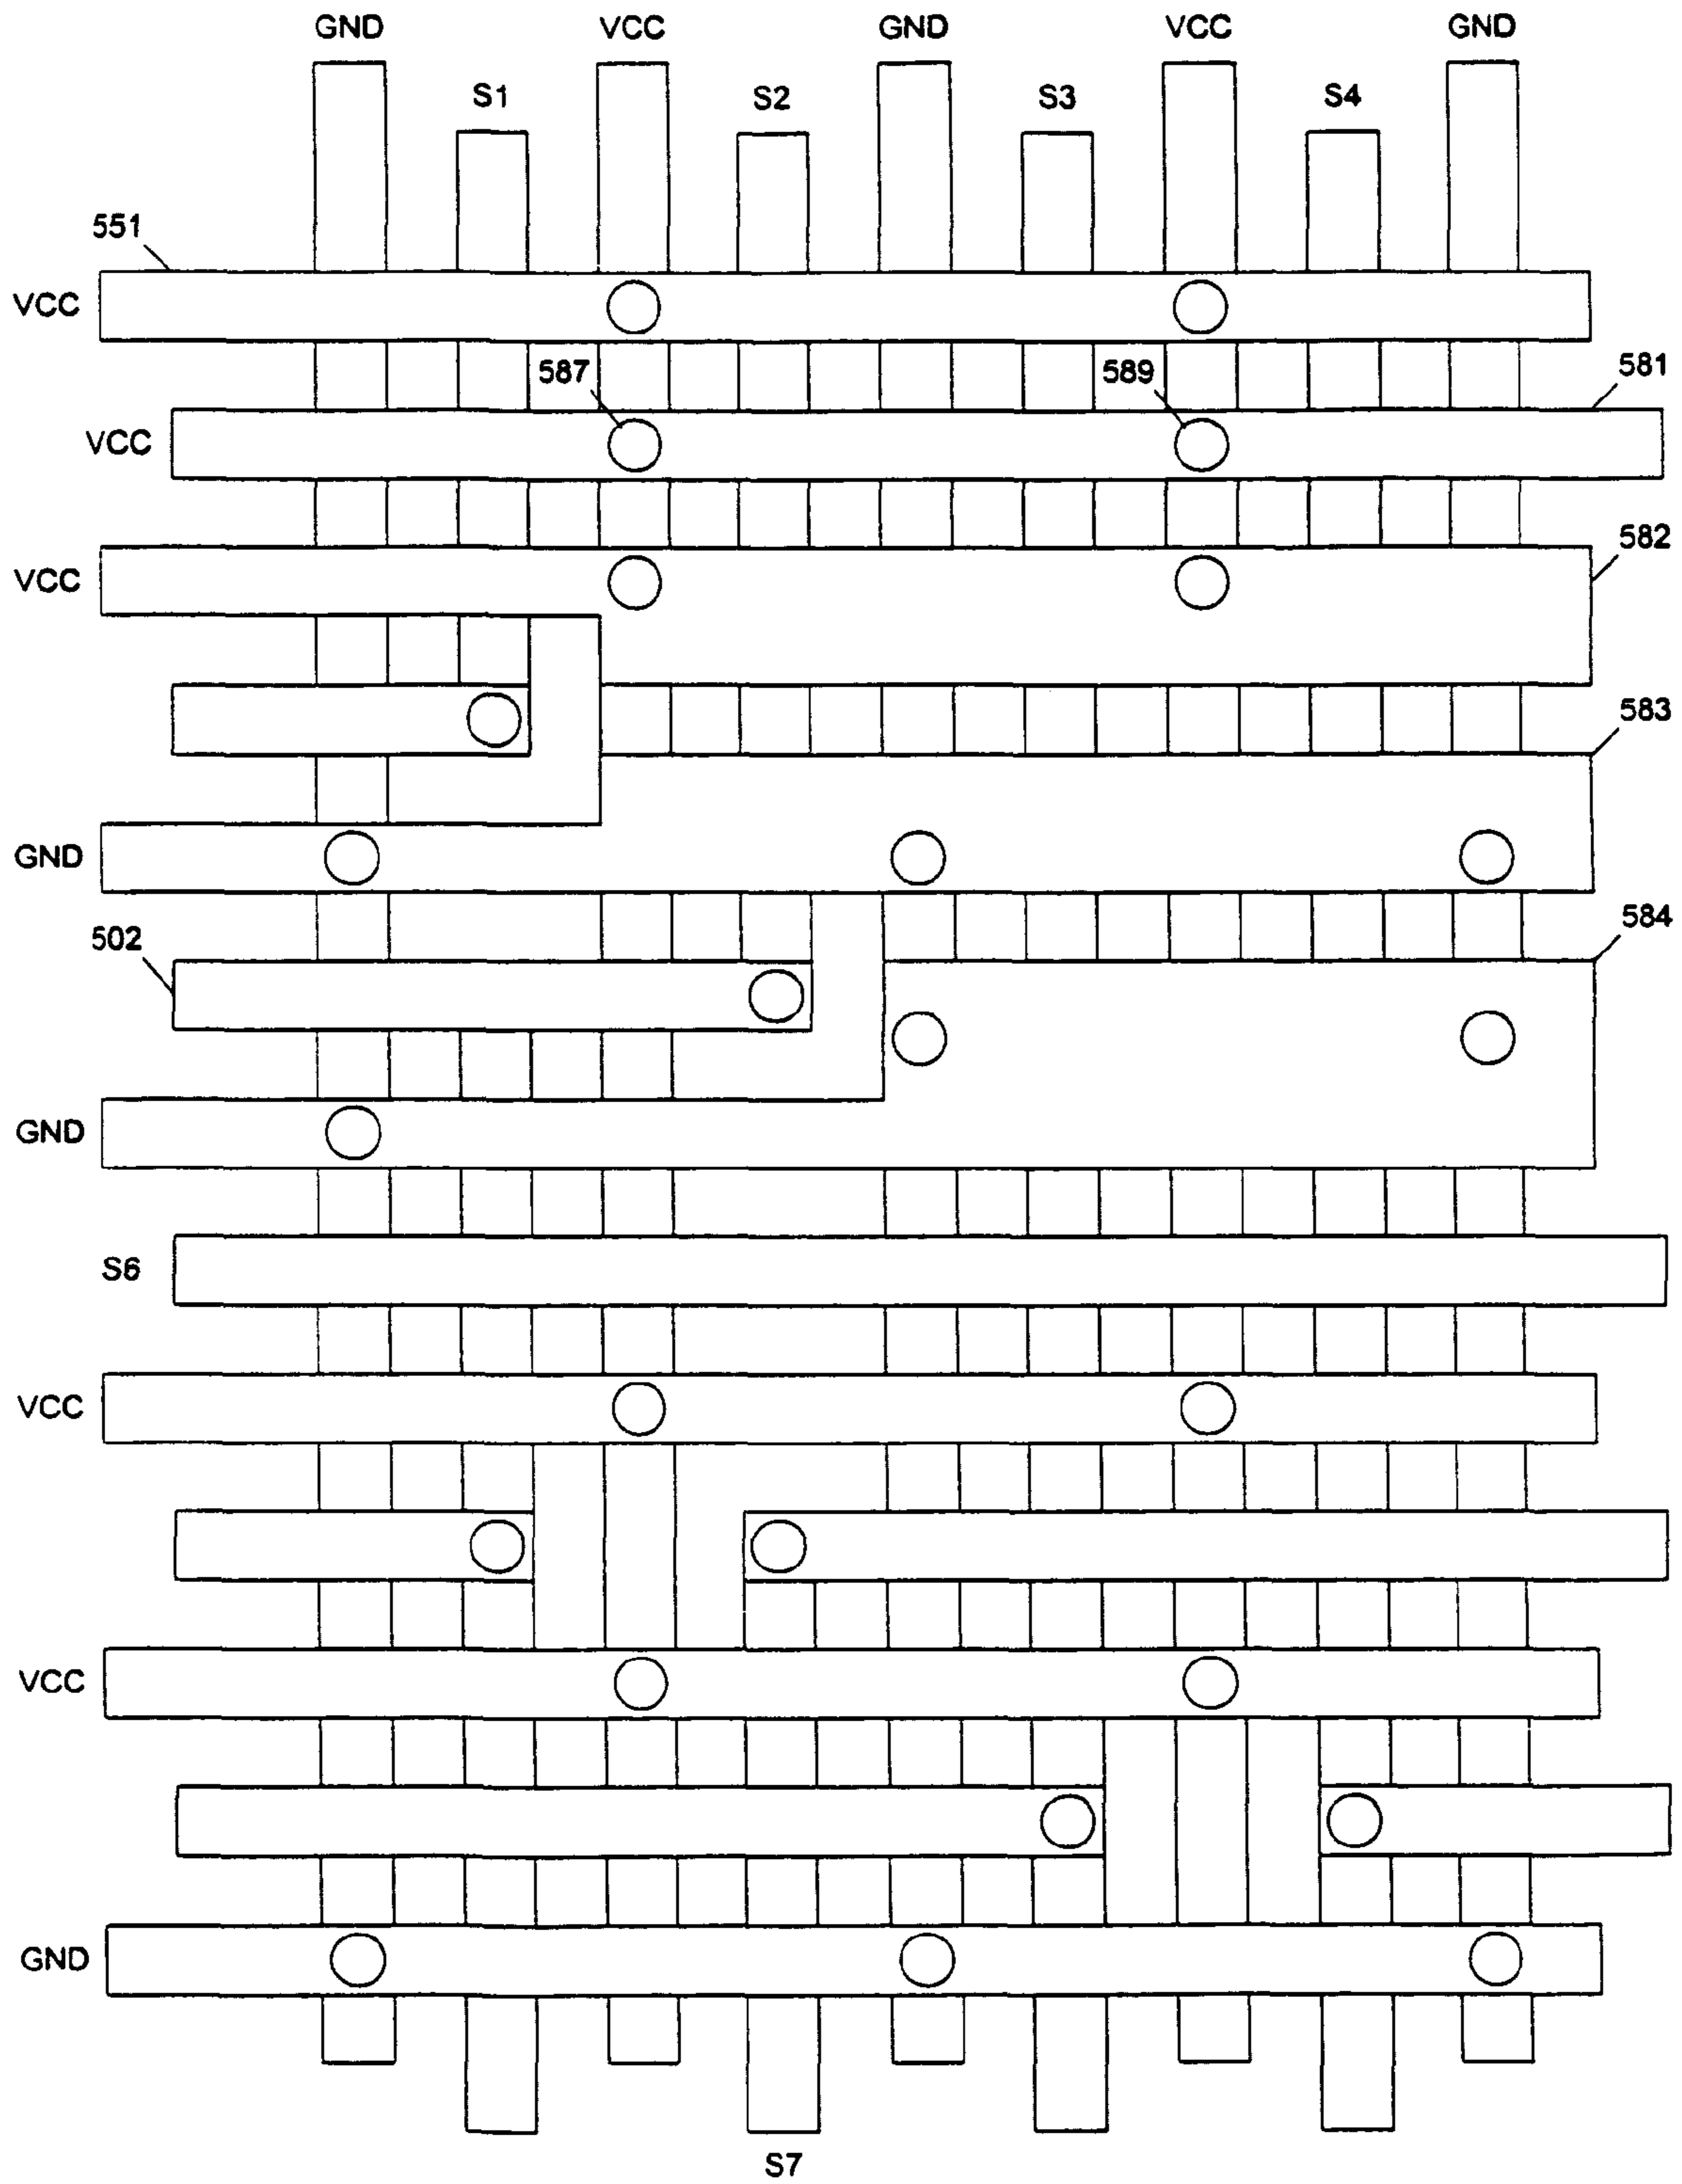 GND VCC GND VCC GND
S1 S2 S3 S4
551
VCC
587 589 581
VCC
582
VCC
583
GND
584
502
GND
S6
VCC
VCC
GND
S7